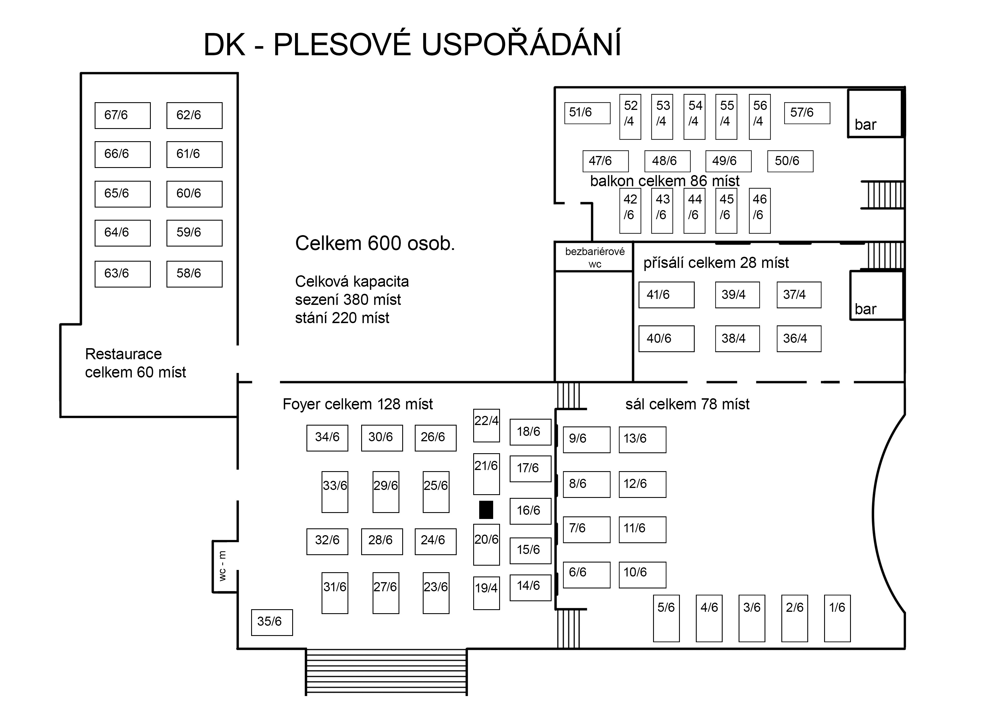 DK - PLESOVÉ USPOŘÁDÁNÍ
67/6 62/6
66/6 61/6
65/6 60/6
64/6 59/6
63/6 58/6
Restaurace
celkem 60 míst
Celkem 600 osob.
Celková kapacita
sezení 380 míst
stání 220 míst
51/6 52 /4 53 /4 54 /4 55 /4 56 /4 57/6
bar
47/6 48/6 49/6 50/6
balkon celkem 86 míst
42 /6 43 /6 44 /6 45 /6 46 /6
bezbariérové
wc
přísálí celkem 28 míst
41/6 39/4 37/4
bar
40/6 38/4 36/4
Foyer celkem 128 míst
34/6 30/6 26/6 22/4 18/6
33/6 29/6 25/6 21/6 17/6
16/6
32/6 28/6 24/6 20/6 15/6
31/6 27/6 23/6 19/4 14/6
35/6
wc - m
sál celkem 78 míst
9/6 13/6
8/6 12/6
7/6 11/6
6/6 10/6
5/6 4/6 3/6 2/6 1/6